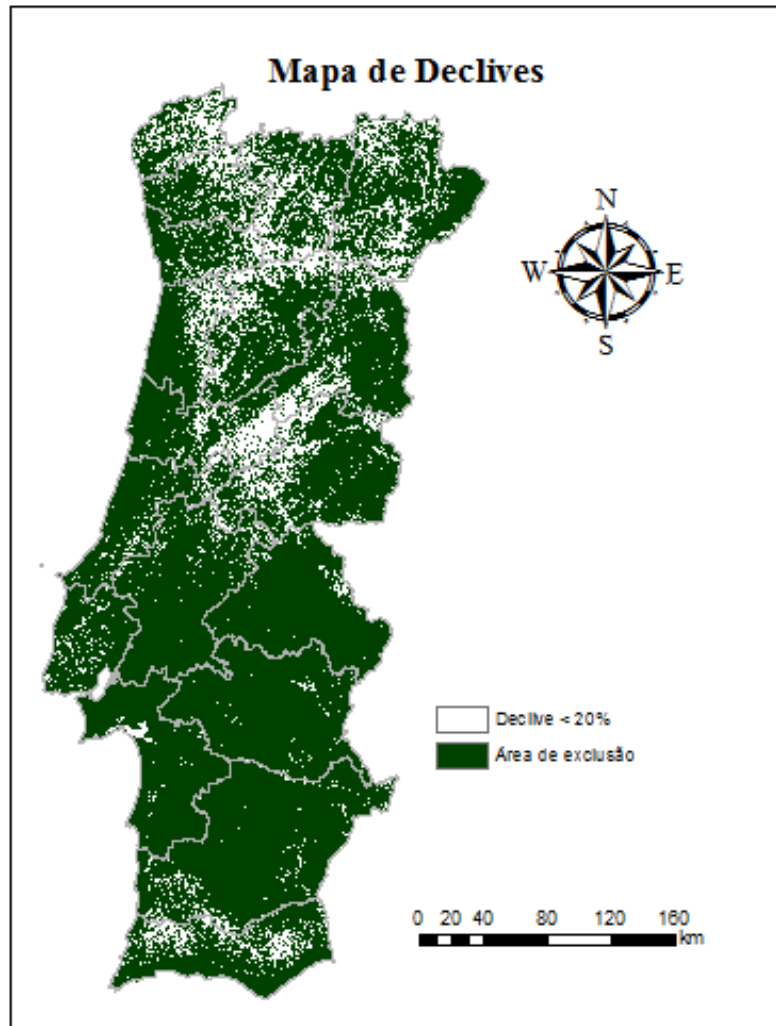 Mapa de Declives
N
W E
S
Declive < 20%
Área de exclusão
0 20 40 80 120 160
km